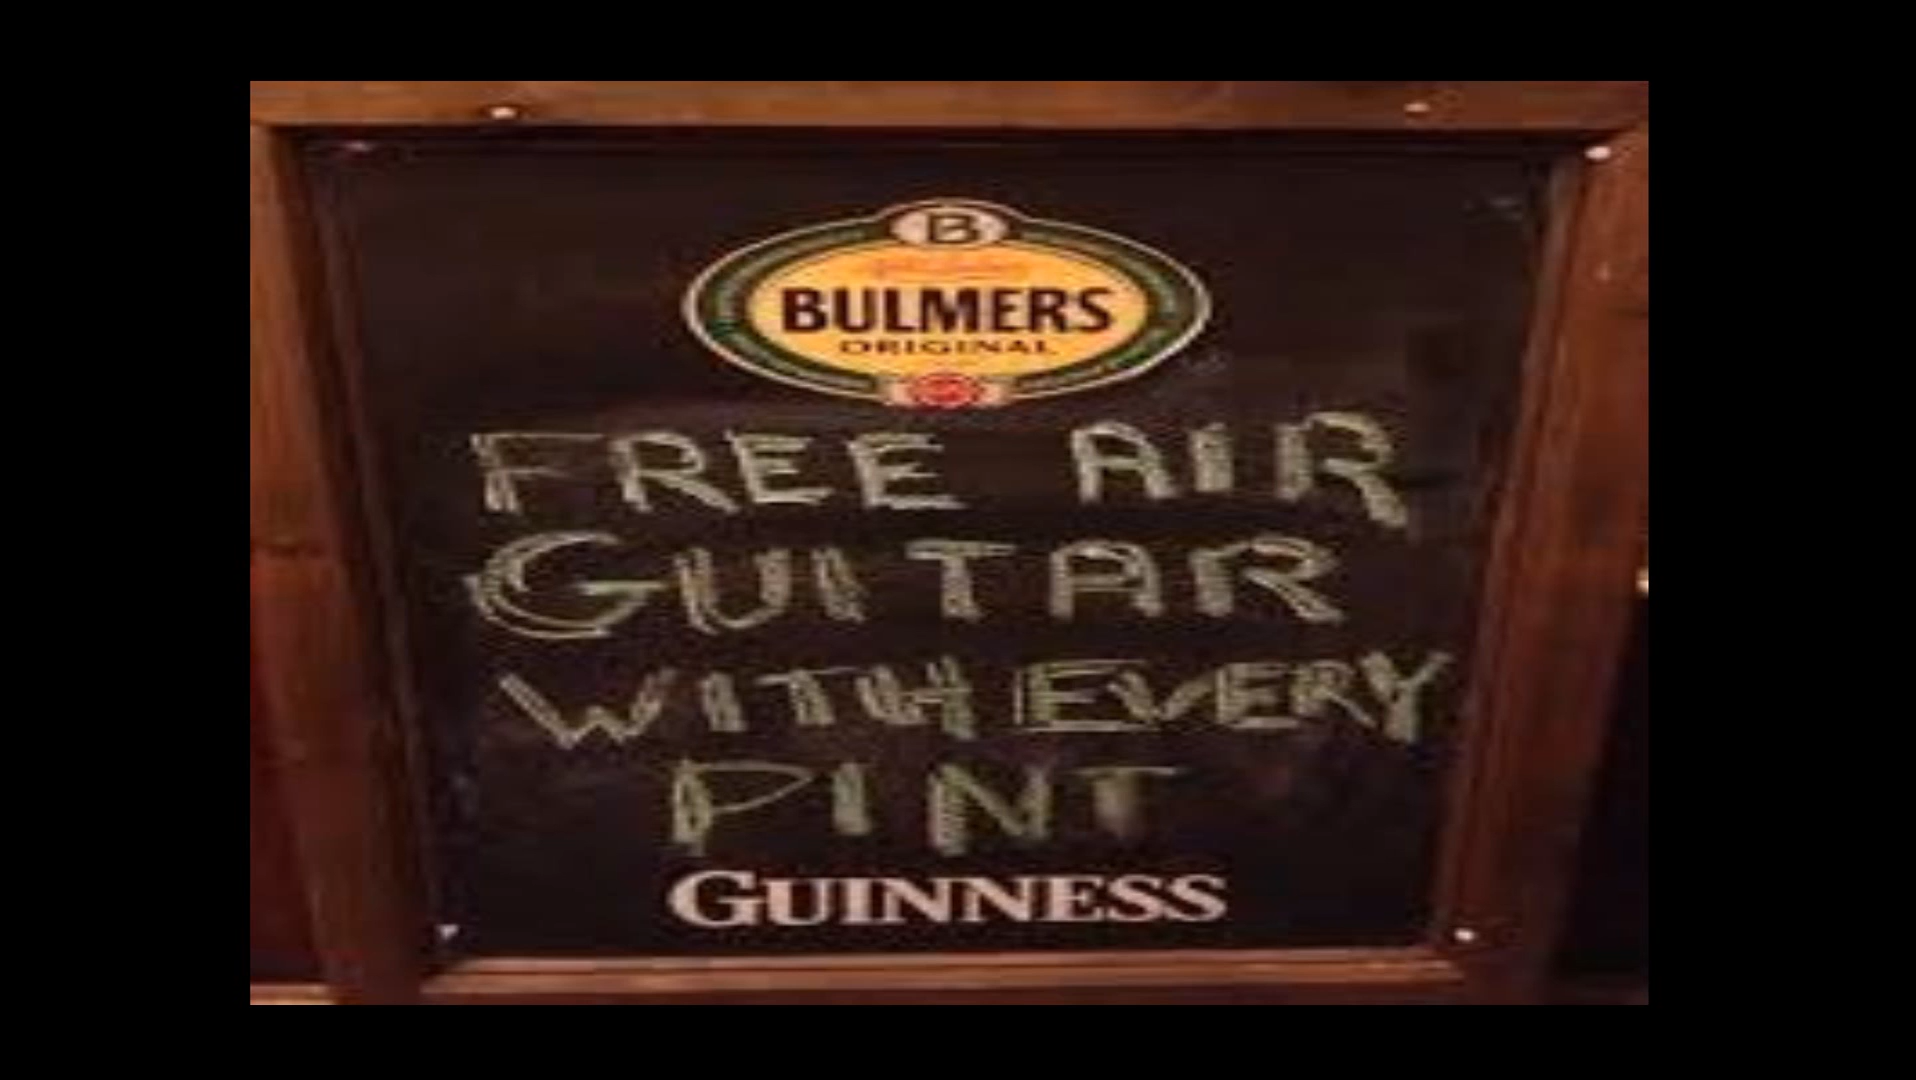 B
BULMERS
ORIGINAL
FREE AIR
GUITAR
WITH EVERY
PINT
GUINNESS